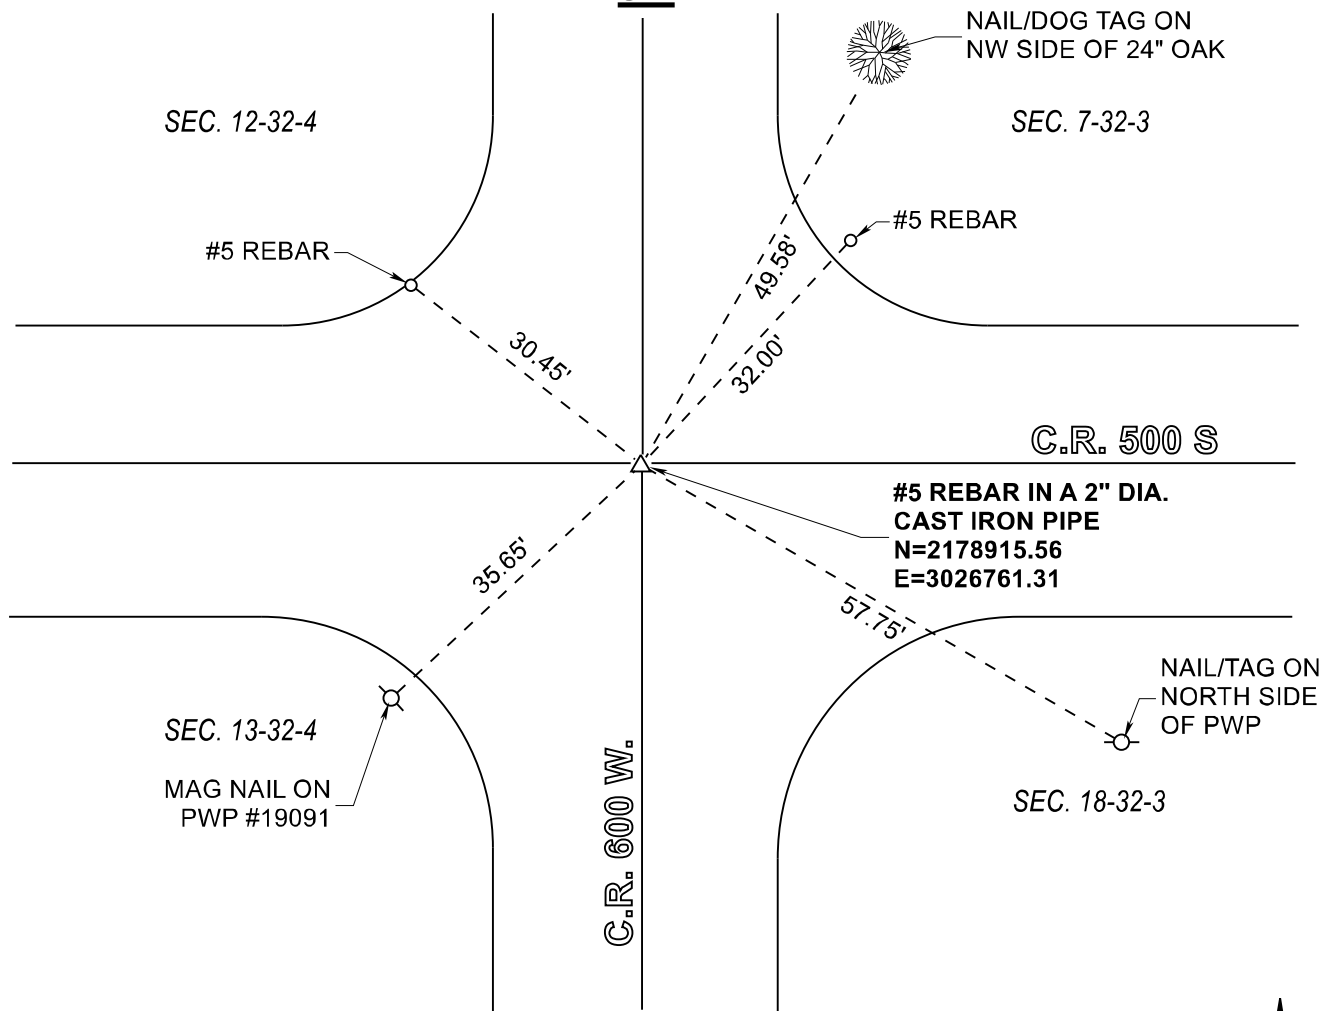 NAIL/DOG TAG ON
NW SIDE OF 24" OAK
SEC. 12-32-4
SEC. 7-32-3
#5 REBAR
#5 REBAR
49.58'
30.45'
32.00'
C.R. 500 S
#5 REBAR IN A 2" DIA.
CAST IRON PIPE
N=2178915.56
E=3026761.31
35.65'
57.75'
NAIL/TAG ON
NORTH SIDE
OF PWP
SEC. 13-32-4
MAG NAIL ON
PWP #19091
C.R. 600 W.
SEC. 18-32-3